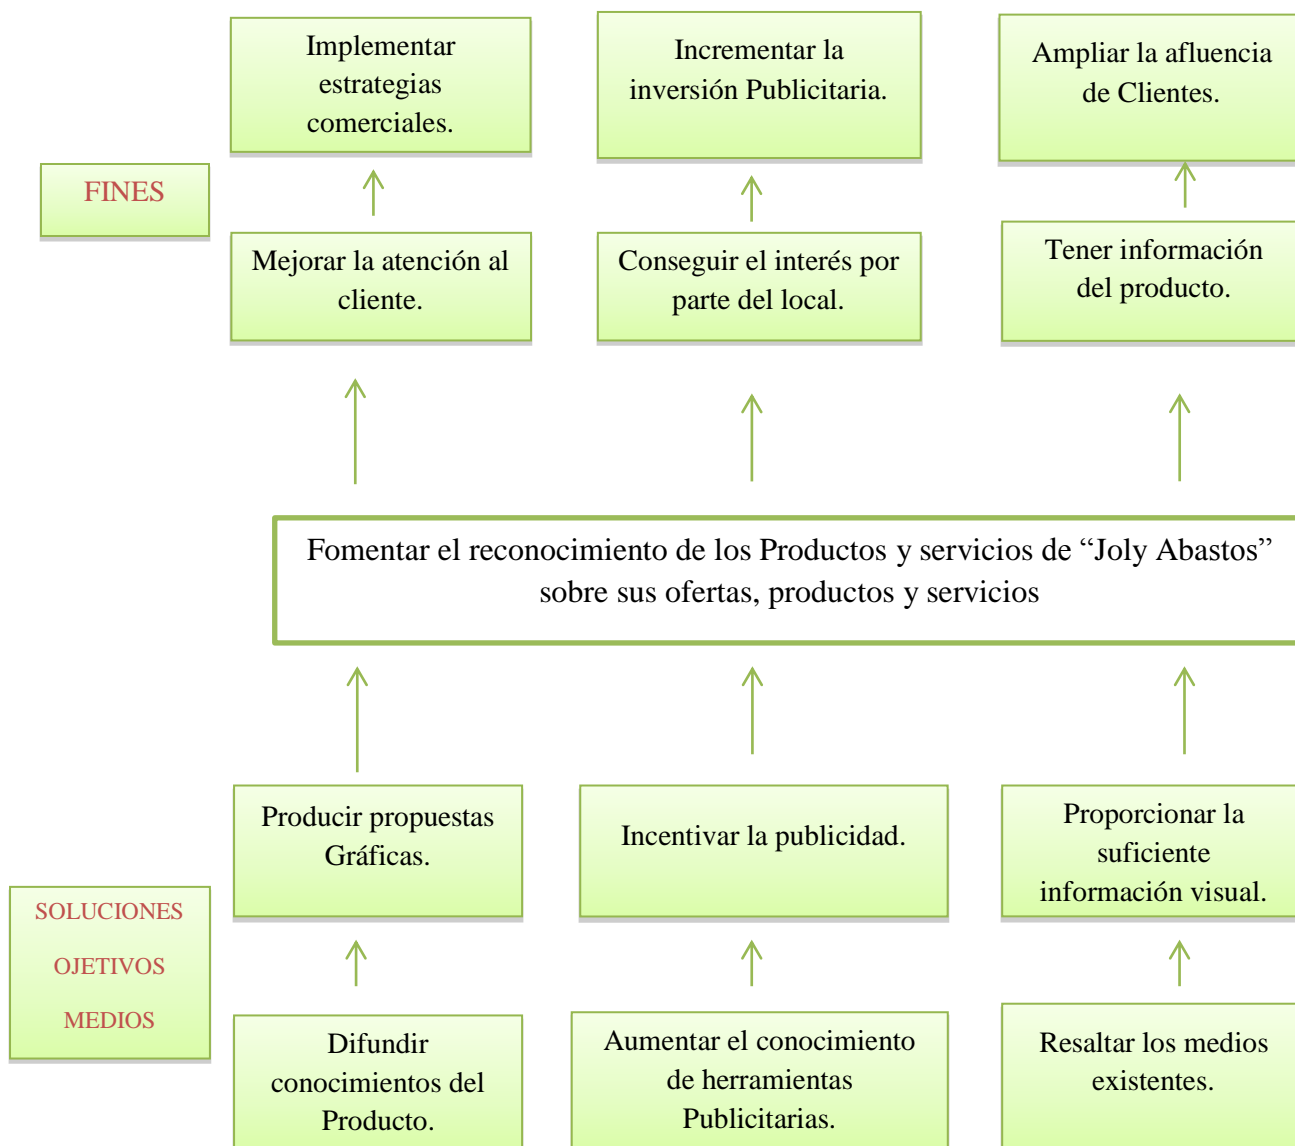 Implementar
estrategias
comerciales.
Incrementar la
inversión Publicitaria.
Ampliar la afluencia
de Clientes.
FINES
Mejorar la atención al
cliente.
Conseguir el interés por
parte del local.
Tener información
del producto.
Fomentar el reconocimiento de los Productos y servicios de “Joly Abastos”
sobre sus ofertas, productos y servicios
Producir propuestas
Gráficas.
Incentivar la publicidad.
Proporcionar la
suficiente
información visual.
SOLUCIONES
OJETIVOS
MEDIOS
Difundir
conocimientos del
Producto.
Aumentar el conocimiento
de herramientas
Publicitarias.
Resaltar los medios
existentes.